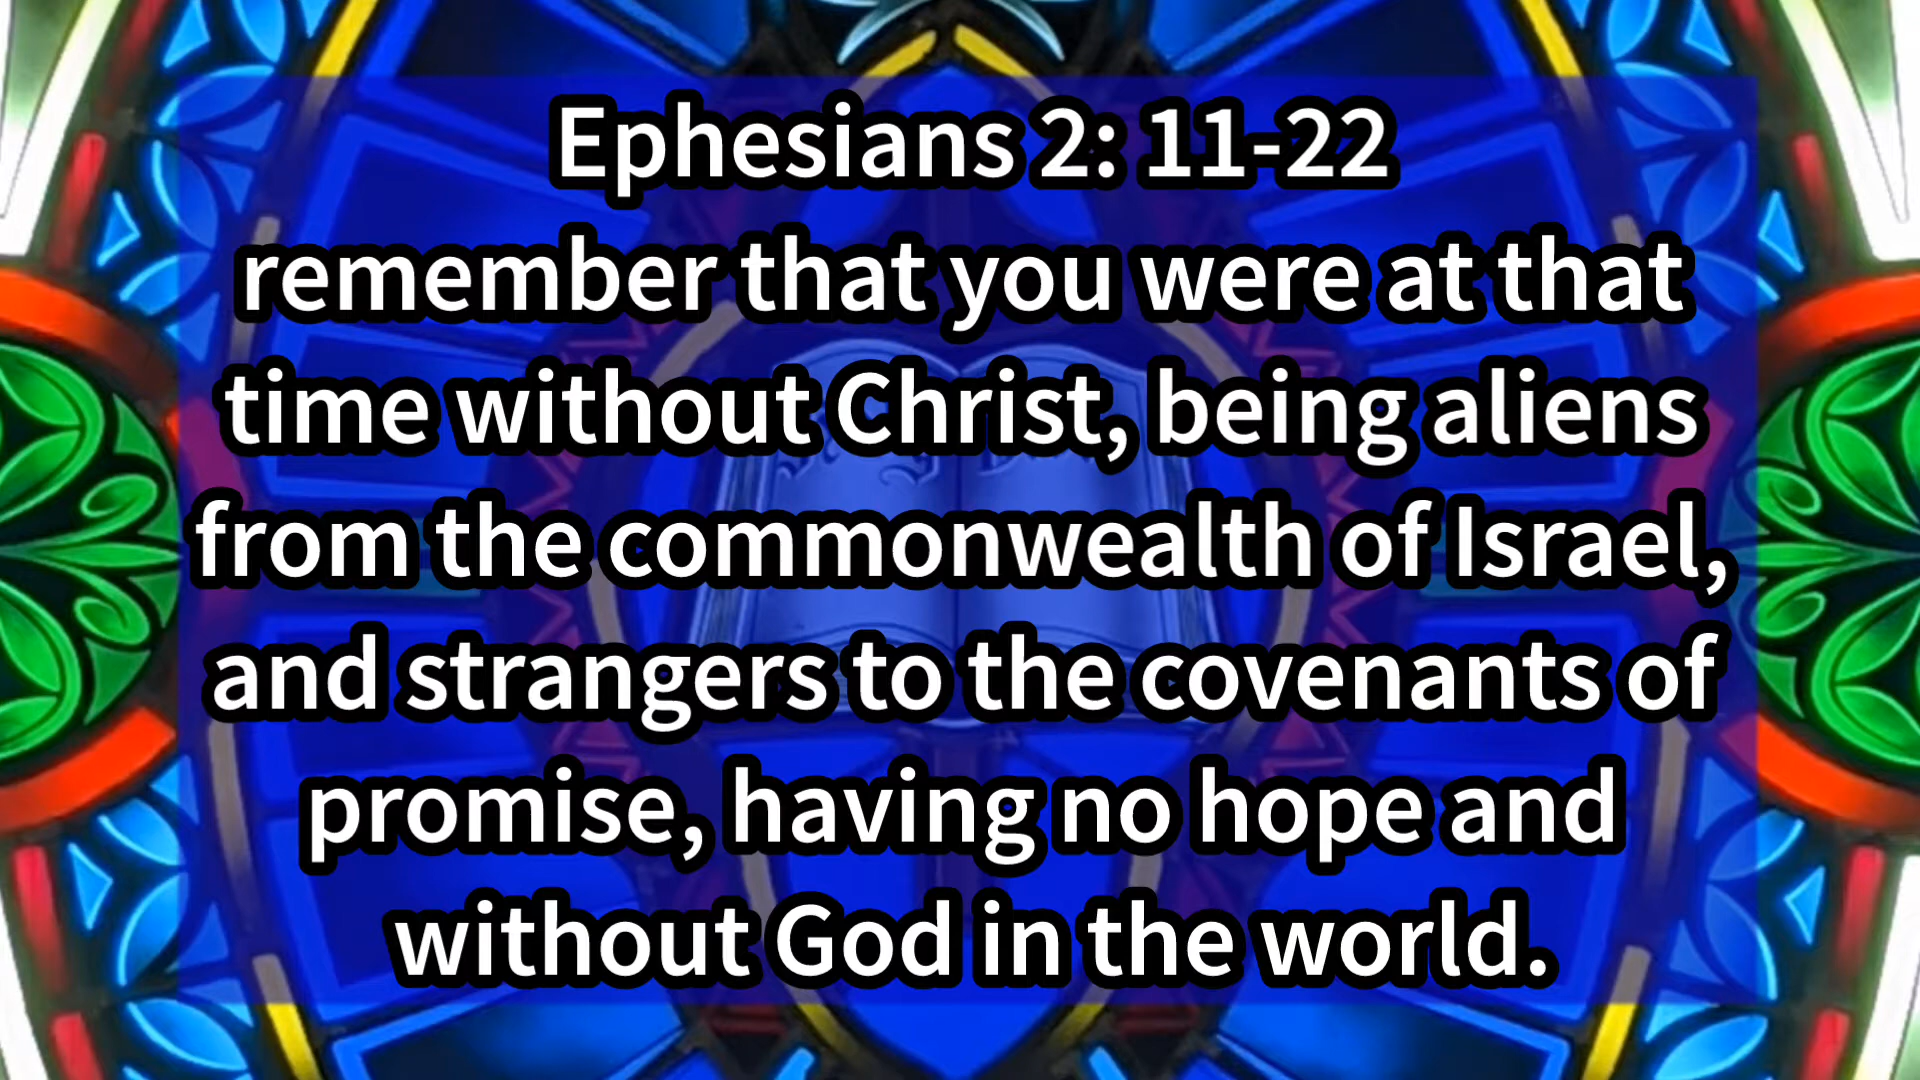 Ephesians 2: 11-22
remember that you were at that
time without Christ, being aliens
from the commonwealth of Israel,
and strangers to the covenants of
promise, having no hope and
without God in the world.